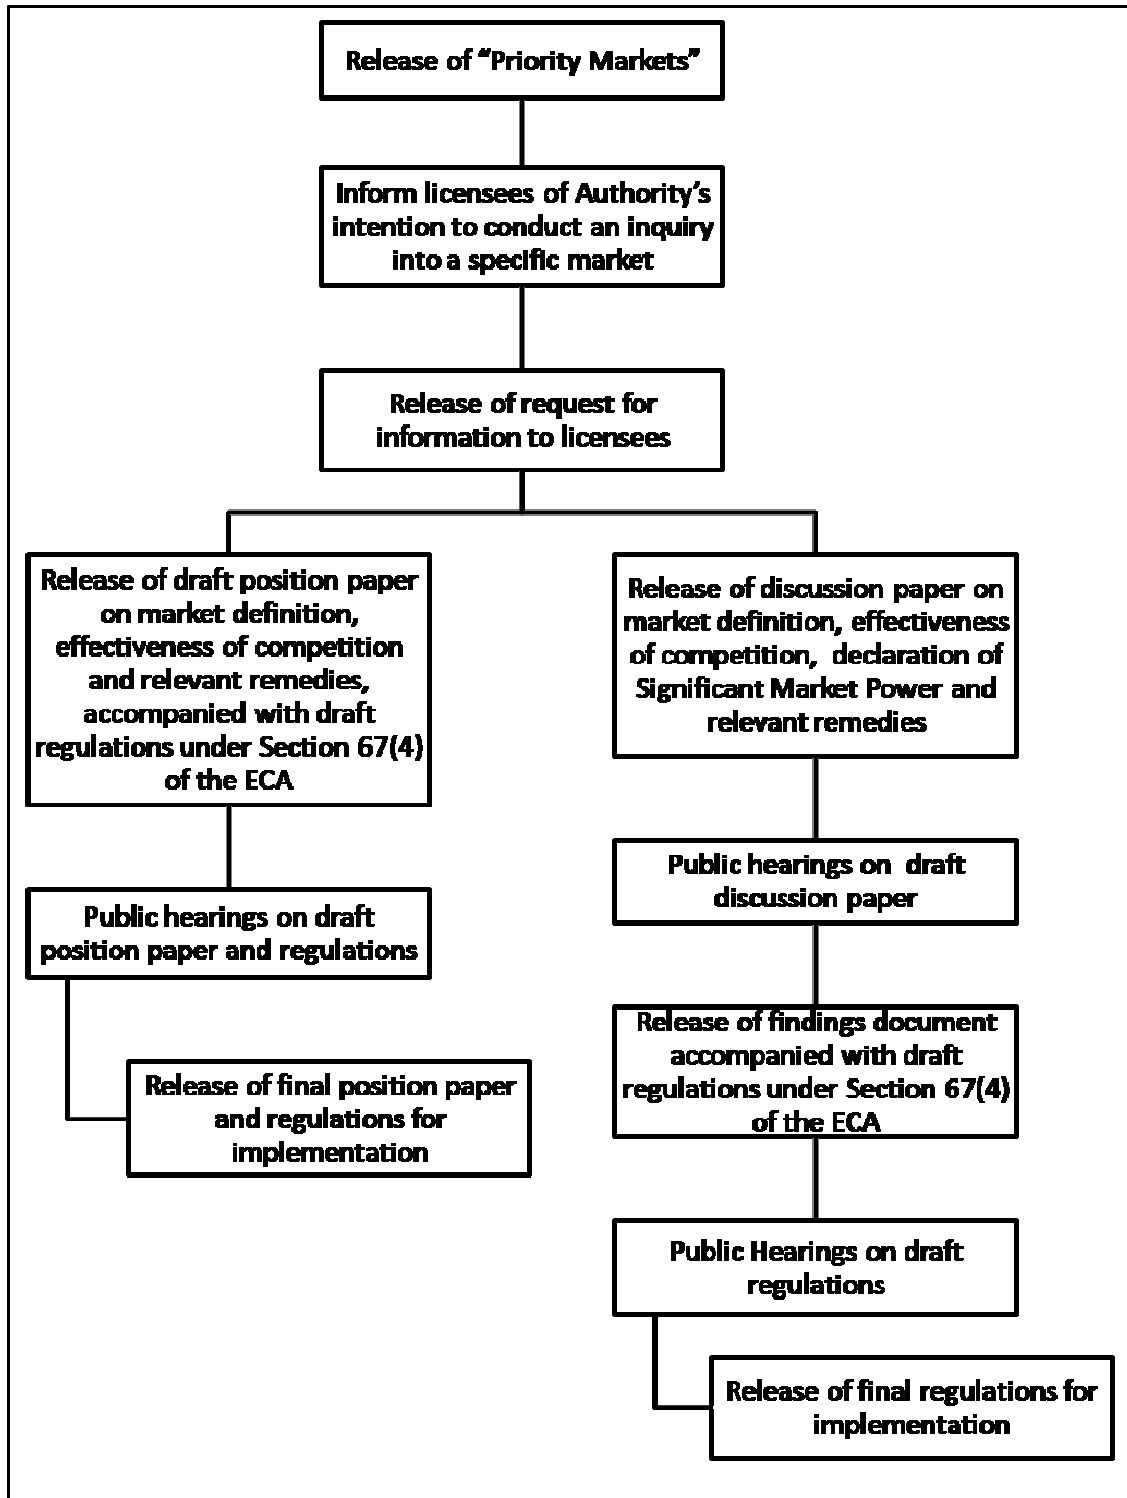 Release of “Priority Markets”
Inform licensees of Authority’s
intention to conduct an inquiry
into a specific market
Release of request for
information to licensees
Release of draft position paper
on market definition,
effectiveness of competition
and relevant remedies,
accompanied with draft
regulations under Section 67(4)
of the ECA
Public hearings on draft
position paper and regulations
Release of final position paper
and regulations for
implementation
Release of discussion paper on
market definition, effectiveness
of competition, declaration of
Significant Market Power and
relevant remedies
Public hearings on draft
discussion paper
Release of findings document
accompanied with draft
regulations under Section 67(4)
of the ECA
Public Hearings on draft
regulations
Release of final regulations for
implementation